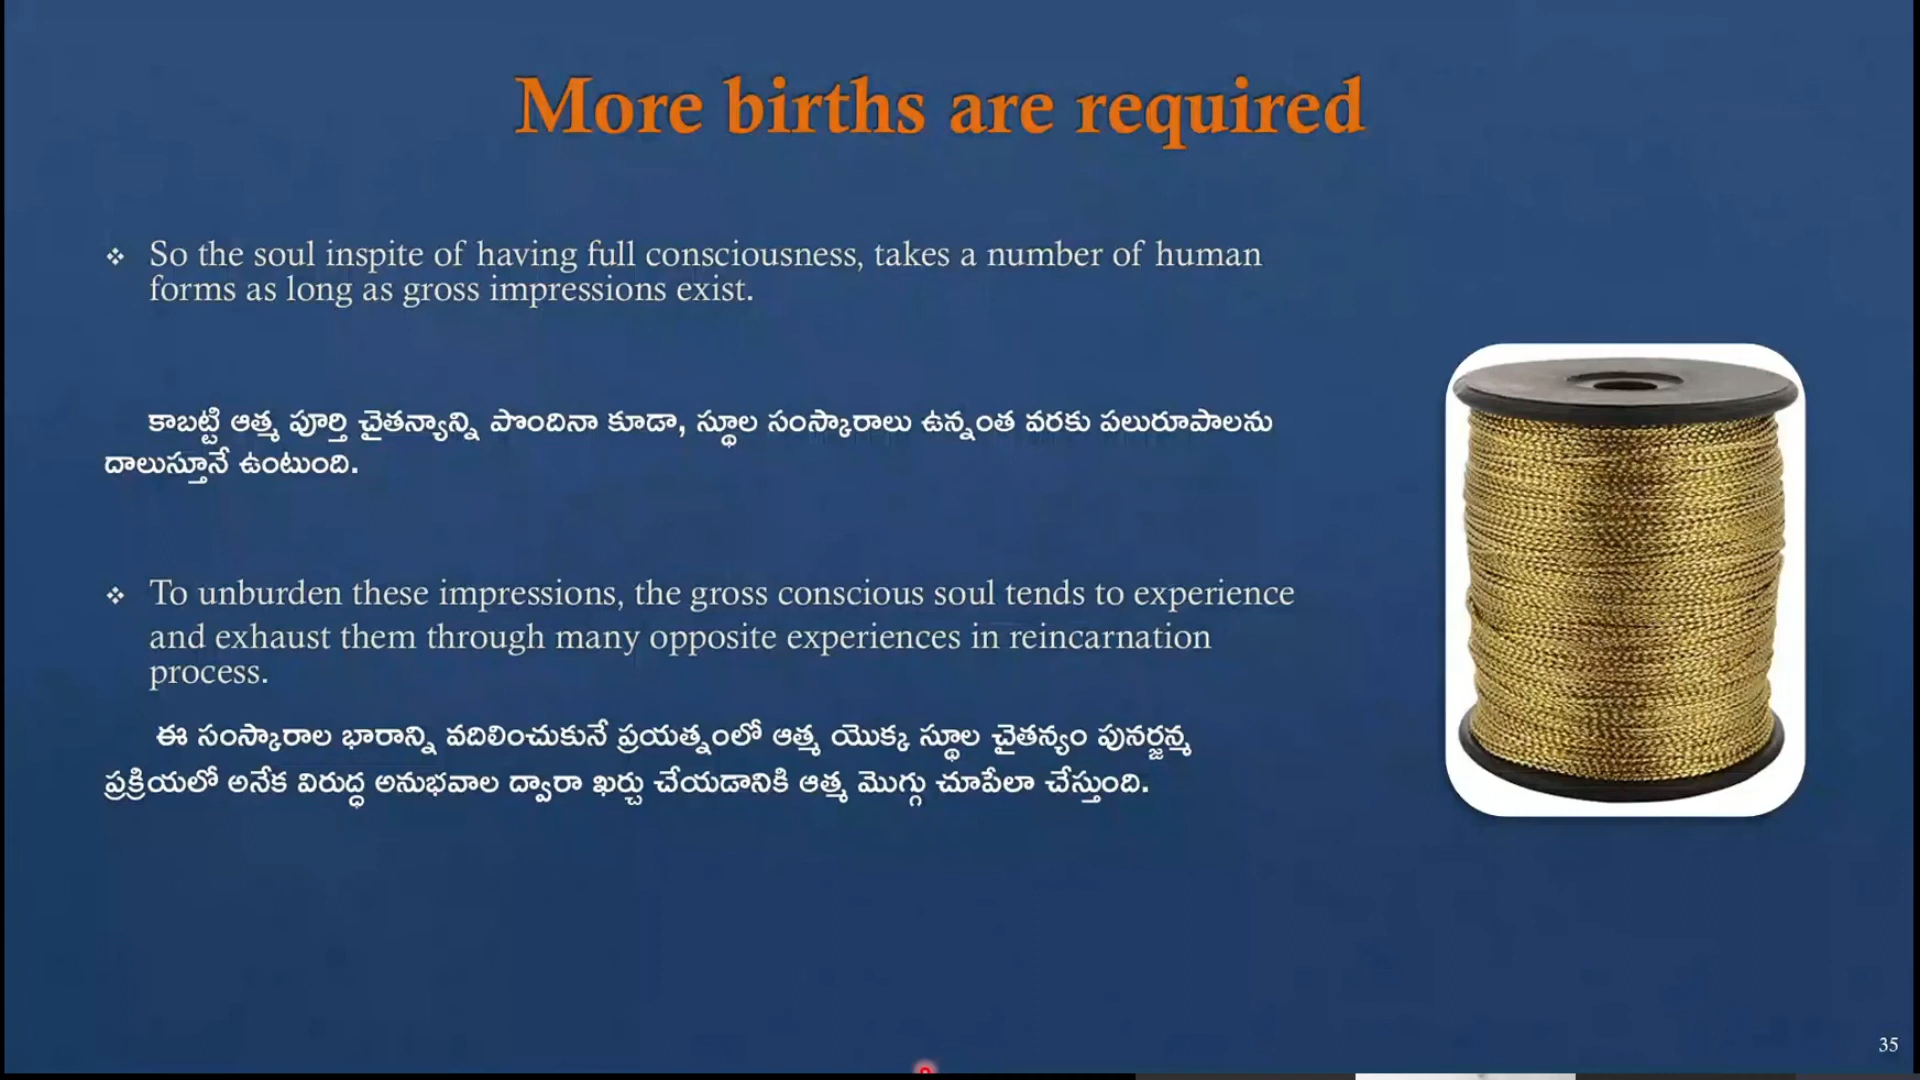 More births are required
❖ So the soul inspite of having full consciousness, takes a number of human
forms as long as gross impressions exist.
కాబట్టి ఆత్మ పూర్తి చైతన్యాన్ని పొందినా కూడా, స్థూల సంస్కారాలు ఉన్నంత వరకు పలురూపాలను
దాలుస్తూనే ఉంటుంది.
❖ To unburden these impressions, the gross conscious soul tends to experience
and exhaust them through many opposite experiences in reincarnation
process.
ఈ సంస్కారాల భారాన్ని వదిలించుకునే ప్రయత్నంలో ఆత్మ యొక్క స్థూల చైతన్యం పునర్జన్మ
ప్రక్రియలో అనేక విరుద్ధ అనుభవాల ద్వారా ఖర్చు చేయడానికి ఆత్మ మొగ్గు చూపేలా చేస్తుంది.
35